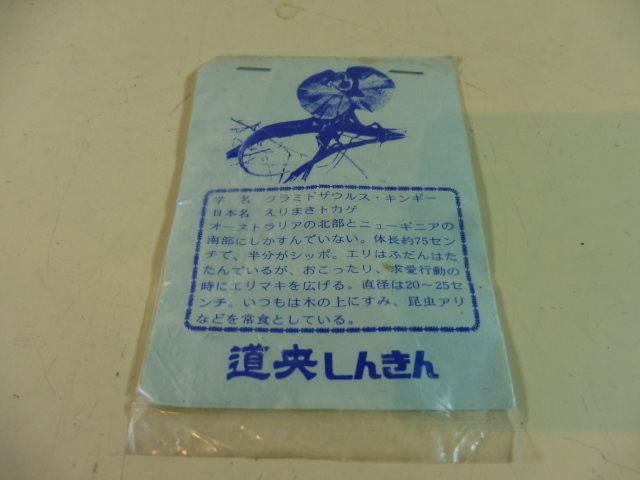 学　名　クラミドザウルス・キンギー
日本名　えりまきトカゲ
オーストラリアの北部とニューギニアの
南部にしかすんでいない。体長約75セン
チで、半分がシッポ。エリはふだんはた
たんでいるが、おこったり、求愛行動の
時にエリマキを広げる。直径は20〜25セ
ンチ。いつもは木の上にすみ、昆虫アリ
などを常食としている。
道央しんきん